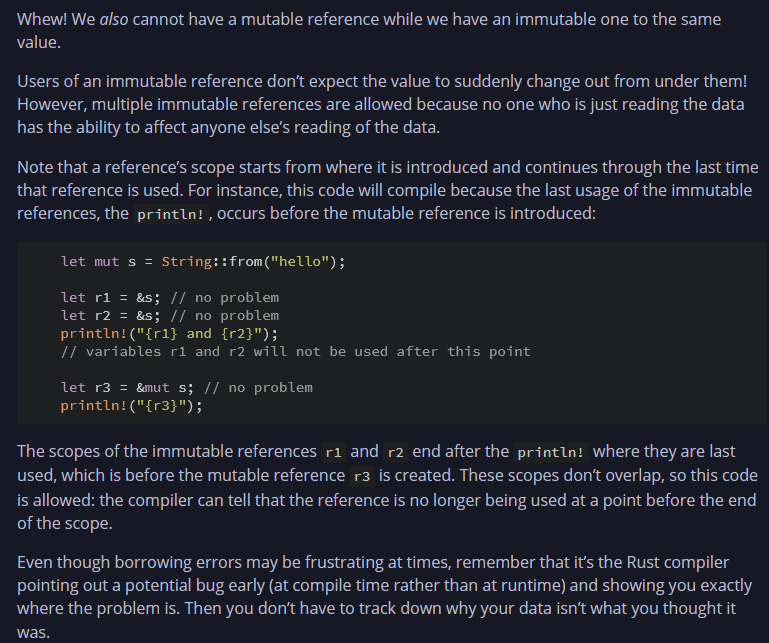 Whew! We also cannot have a mutable reference while we have an immutable one to the same
value.
Users of an immutable reference don’t expect the value to suddenly change out from under them!
However, multiple immutable references are allowed because no one who is just reading the data
has the ability to affect anyone else’s reading of the data.
Note that a reference’s scope starts from where it is introduced and continues through the last time
that reference is used. For instance, this code will compile because the last usage of the immutable
references, the println!, occurs before the mutable reference is introduced:
let mut s = String::from("hello");
let r1 = &s; // no problem
let r2 = &s; // no problem
println!("{r1} and {r2}");
// variables r1 and r2 will not be used after this point
let r3 = &mut s; // no problem
println!("{r3}");
The scopes of the immutable references r1 and r2 end after the println! where they are last
used, which is before the mutable reference r3 is created. These scopes don’t overlap, so this code
is allowed: the compiler can tell that the reference is no longer being used at a point before the end
of the scope.
Even though borrowing errors may be frustrating at times, remember that it’s the Rust compiler
pointing out a potential bug early (at compile time rather than at runtime) and showing you exactly
where the problem is. Then you don’t have to track down why your data isn’t what you thought it
was.